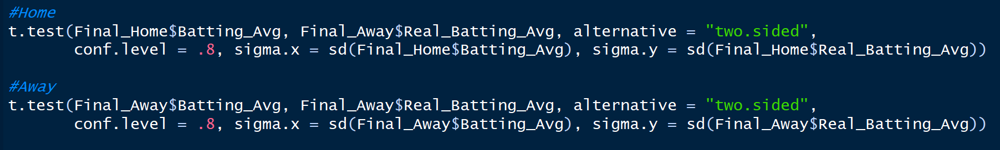 #Home
t.test(Final_Home$Batting_Avg, Final_Away$Real_Batting_Avg, alternative = "two.sided",
conf.level = .8, sigma.x = sd(Final_Home$Batting_Avg), sigma.y = sd(Final_Home$Real_Batting_Avg))
#Away
t.test(Final_Away$Batting_Avg, Final_Away$Real_Batting_Avg, alternative = "two.sided",
conf.level = .8, sigma.x = sd(Final_Away$Batting_Avg), sigma.y = sd(Final_Away$Real_Batting_Avg))